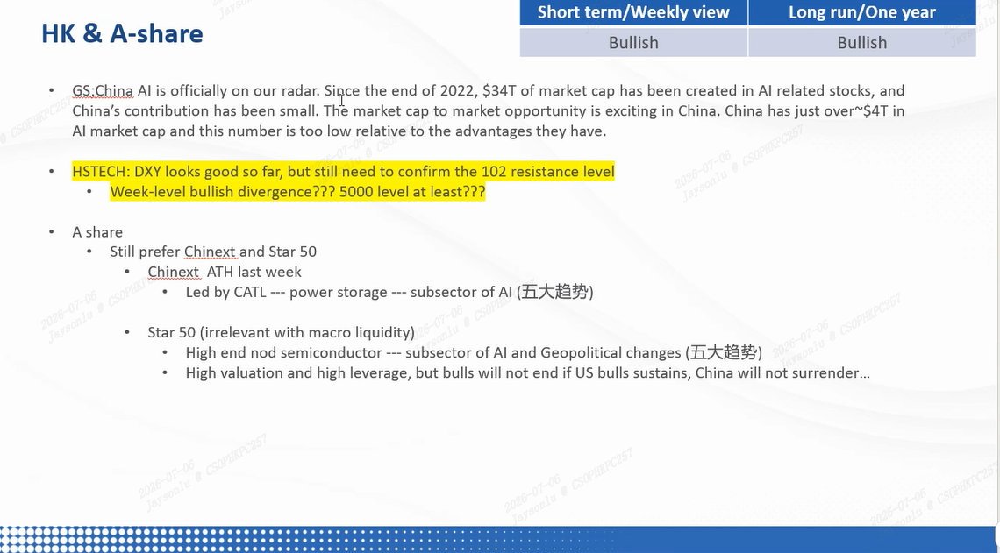 HK & A-share
Short term/Weekly view
Long run/One year
Bullish
Bullish
• GS:China AI is officially on our radar. Since the end of 2022, $34T of market cap has been created in AI related stocks, and
China’s contribution has been small. The market cap to market opportunity is exciting in China. China has just over~$4T in
AI market cap and this number is too low relative to the advantages they have.
• HSTECH: DXY looks good so far, but still need to confirm the 102 resistance level
• Week-level bullish divergence??? 5000 level at least???
• A share
• Still prefer Chinext and Star 50
• Chinext ATH last week
• Led by CATL --- power storage --- subsector of AI (五大趋势)
• Star 50 (irrelevant with macro liquidity)
• High end nod semiconductor --- subsector of AI and Geopolitical changes (五大趋势)
• High valuation and high leverage, but bulls will not end if US bulls sustains, China will not surrender…
2026-07-06
Jaysonlu @ CSOPHKPC257